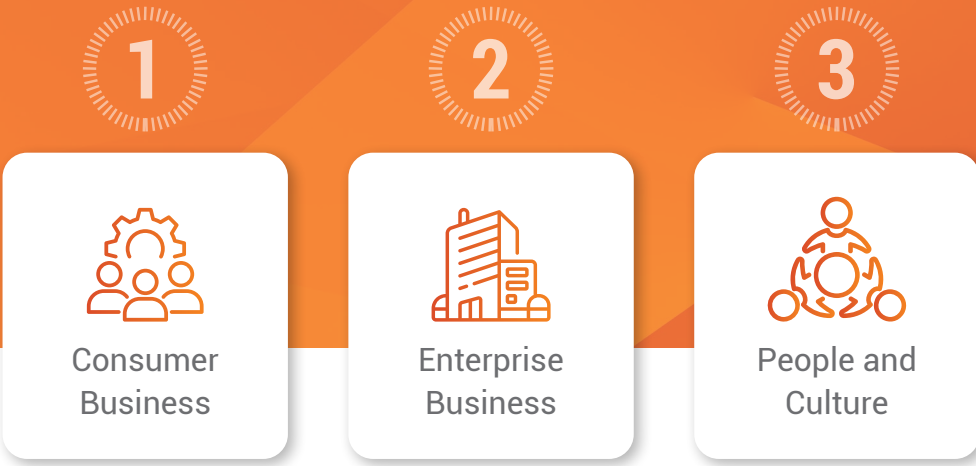 1
2
3
Consumer
Business
Enterprise
Business
People and
Culture